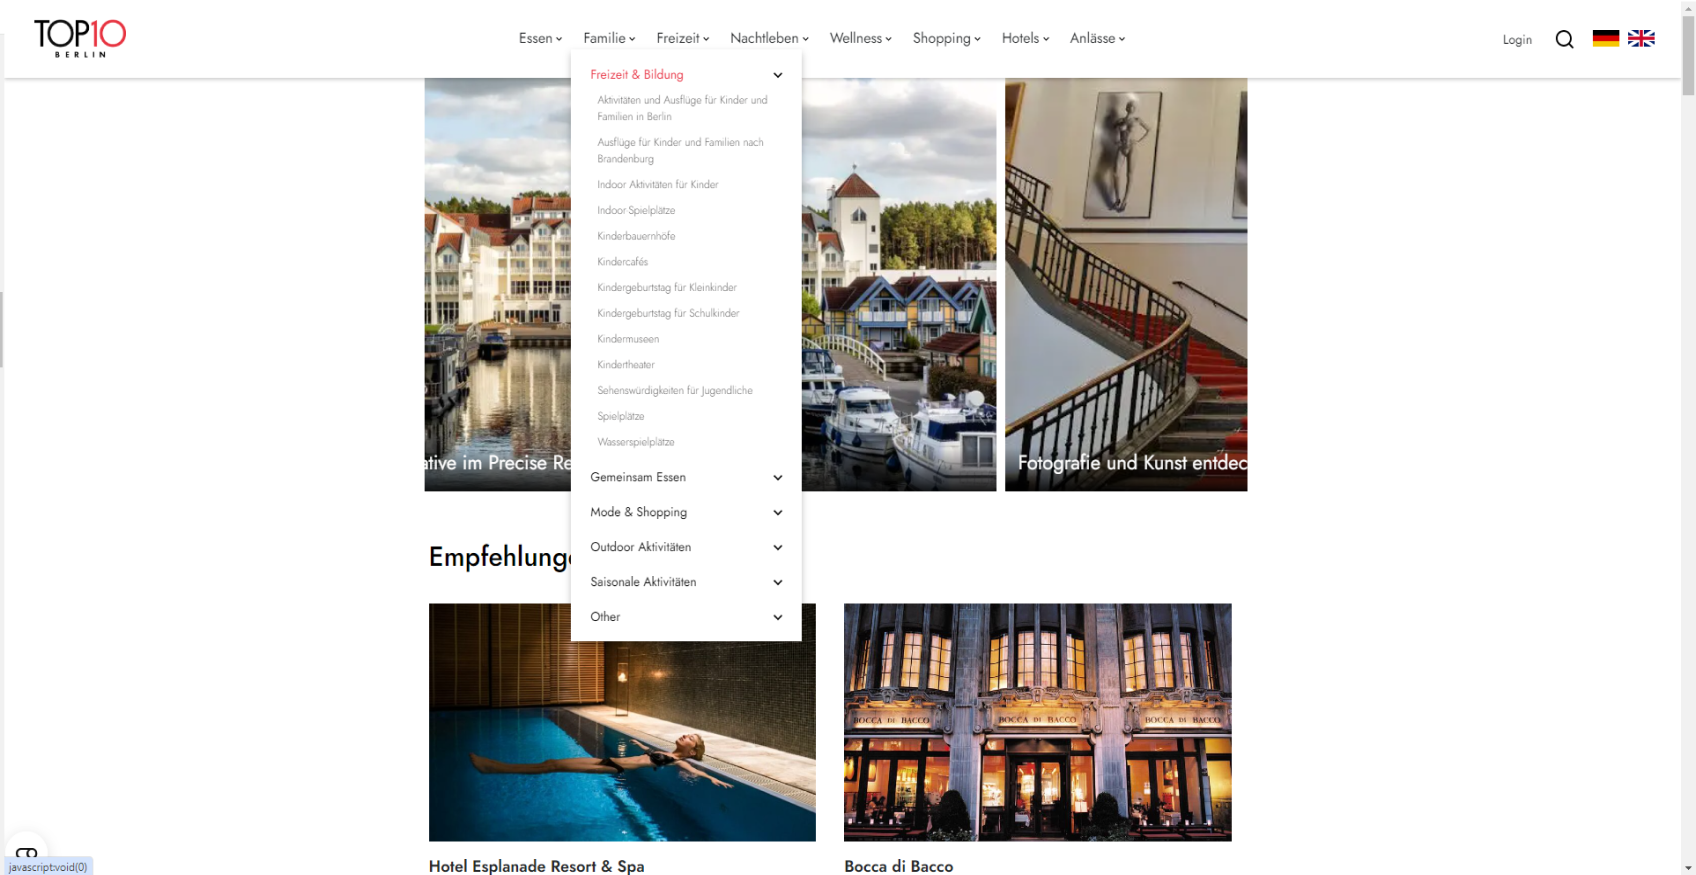 TOP10
BERLIN
Essen
Familie
Freizeit
Nachtleben
Wellness
Shopping
Hotels
Anlässe
Login
Freizeit & Bildung
Aktivitäten und Ausflüge für Kinder und
Familien in Berlin
Ausflüge für Kinder und Familien nach
Brandenburg
Indoor Aktivitäten für Kinder
Indoor-Spielplätze
Kinderbauernhöfe
Kindercafés
Kindergeburtstag für Kleinkinder
Kindergeburtstag für Schulkinder
Kindermuseen
Kindertheater
Sehenswürdigkeiten für Jugendliche
Spielplätze
Wasserspielplätze
Gemeinsam Essen
Mode & Shopping
Outdoor Aktivitäten
Saisonale Aktivitäten
Other
ative im Precise Re
Fotografie und Kunst entdec
Empfehlung
BOCCA DI BACCO
BOCCA DI BACCO
BOCCA DI BACCO
Hotel Esplanade Resort & Spa
Bocca di Bacco
javascript:void(0)